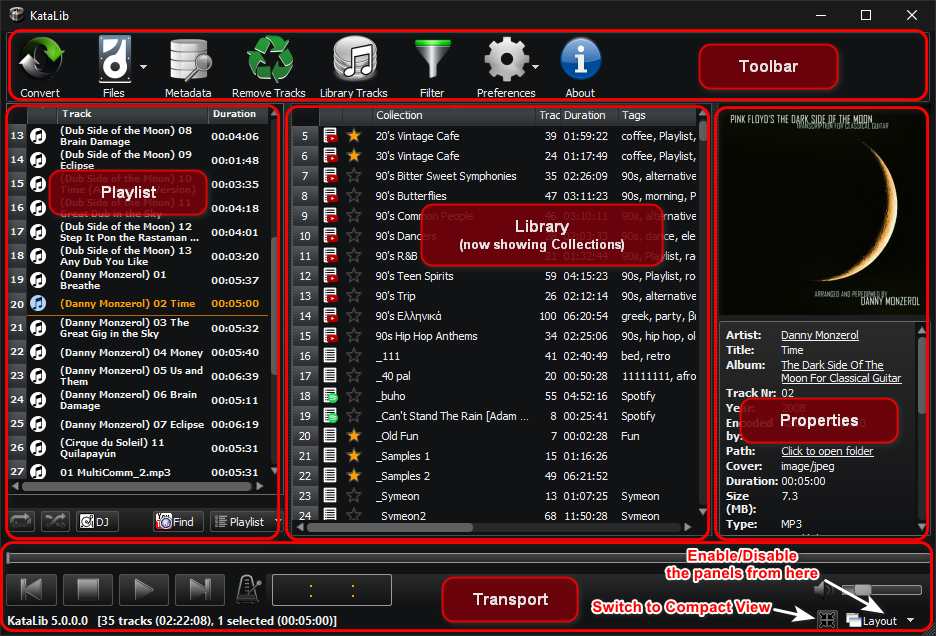 KataLib
Convert
Files
Metadata
Remove Tracks
Library Tracks
Filter
Preferences
About
Toolbar
Track Duration
13 (Dub Side of the Moon) 08 Brain Damage 00:04:06
14 (Dub Side of the Moon) 09 Eclipse 00:01:48
15 (Dub Side of the Moon) 10 Time (Alternate Version) 00:03:35
16 (Dub Side of the Moon) 11 Great Dub in the Sky 00:04:18
17 (Dub Side of the Moon) 12 Step It Pon the Rastaman ... 00:04:01
18 (Dub Side of the Moon) 13 Any Dub You Like 00:03:20
19 (Danny Monzerol) 01 Breathe 00:05:37
20 (Danny Monzerol) 02 Time 00:05:00
21 (Danny Monzerol) 03 The Great Gig in the Sky 00:05:32
22 (Danny Monzerol) 04 Money 00:05:40
23 (Danny Monzerol) 05 Us and Them 00:06:39
24 (Danny Monzerol) 06 Brain Damage 00:05:11
25 (Danny Monzerol) 07 Eclipse 00:06:19
26 (Cirque du Soleil) 11 Quilapayún 00:05:31
27 01 MultiComm_2.mp3 00:05:31
Playlist
DJ
Find
Playlist
Collection Trac Duration Tags
5 20's Vintage Cafe 39 01:59:22 coffee, Playlist,
6 30's Vintage Cafe 24 01:17:49 coffee, Playlist,
7 90's Bitter Sweet Symphonies 35 02:26:09 90s, alternative
8 90's Butterflies 47 03:11:23 90s, morning, P
9 90's Common People 46 03:10:11 90s, alternative
10 90's Dancer 90s, dance, ele
11 90's R&B 21 01:32:44 90s, Playlist, ra
12 90's Teen Spirits 59 04:15:23 90s, Playlist, ro
13 90's Trip 26 02:12:14 90s, alternative
14 90's Ελληνικά 100 06:20:54 greek, party, βι
15 90s Hip Hop Anthems 34 02:25:06 90s, hip hop, ol
16 _111 41 02:40:49 bed, retro
17 _40 pal 20 00:50:28 11111111, afro
18 _buho 55 04:52:16 Spotify
19 _Can't Stand The Rain [Adam ... 8 00:25:41 Spotify
20 _Old Fun 7 00:02:28 Fun
21 _Samples 1 15 01:16:26
22 _Samples 2 49 06:21:52
23 _Symeon 13 01:07:25 Symeon
24 _Symeon2 68 11:50:28 Symeon
Library
(now showing Collections)
PINK FLOYD'S THE DARK SIDE OF THE MOON
TRANSCRIPTION FOR CLASSICAL GUITAR
ARRANGED AND PERFORMED BY
DANNY MONZEROL
Artist: Danny Monzerol
Title: Time
Album: The Dark Side Of The
Moon For Classical Guitar
Track Nr: 02
Year: 2008
Encoded
by:
Path: Click to open folder
Cover: image/jpeg
Duration: 00:05:00
Size 7.3
(MB):
Type: MP3
Properties
Enable/Disable
the panels from here
Switch to Compact View
Transport
: :
Layout
KataLib 5.0.0.0 [35 tracks (02:22:08), 1 selected (00:05:00)]